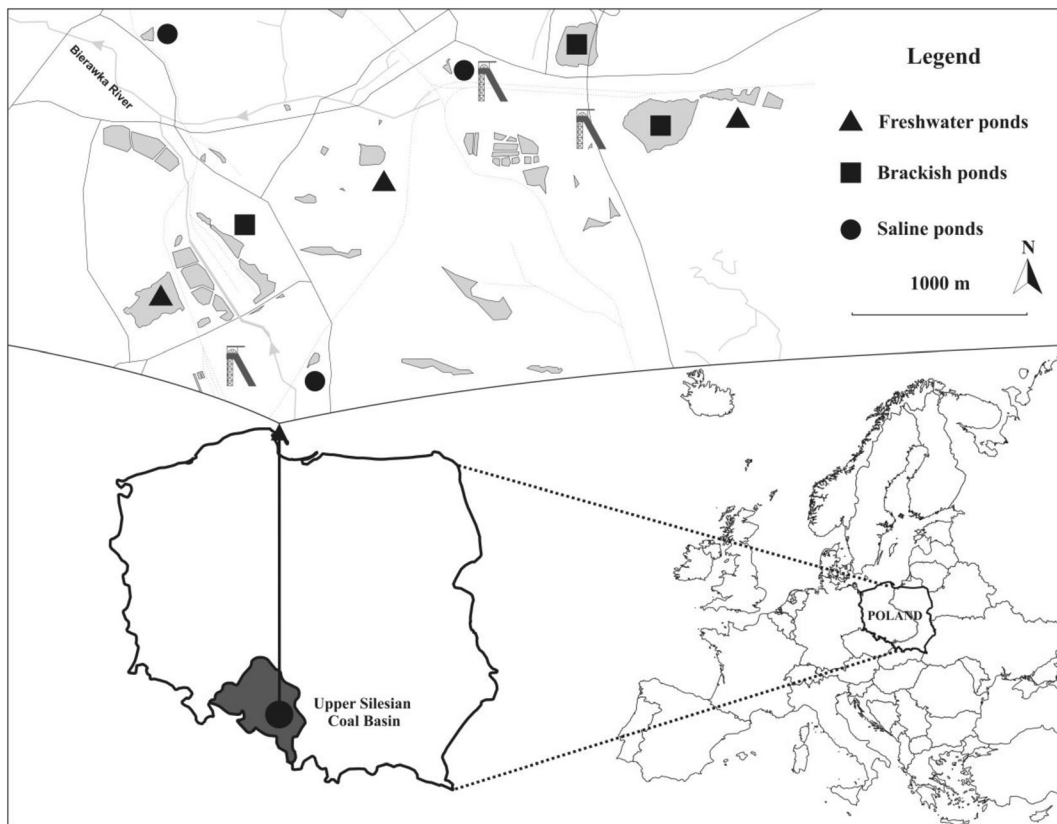 Bierawka River
Legend
Freshwater ponds
Brackish ponds
Saline ponds
N
1000 m
POLAND
Upper Silesian
Coal Basin